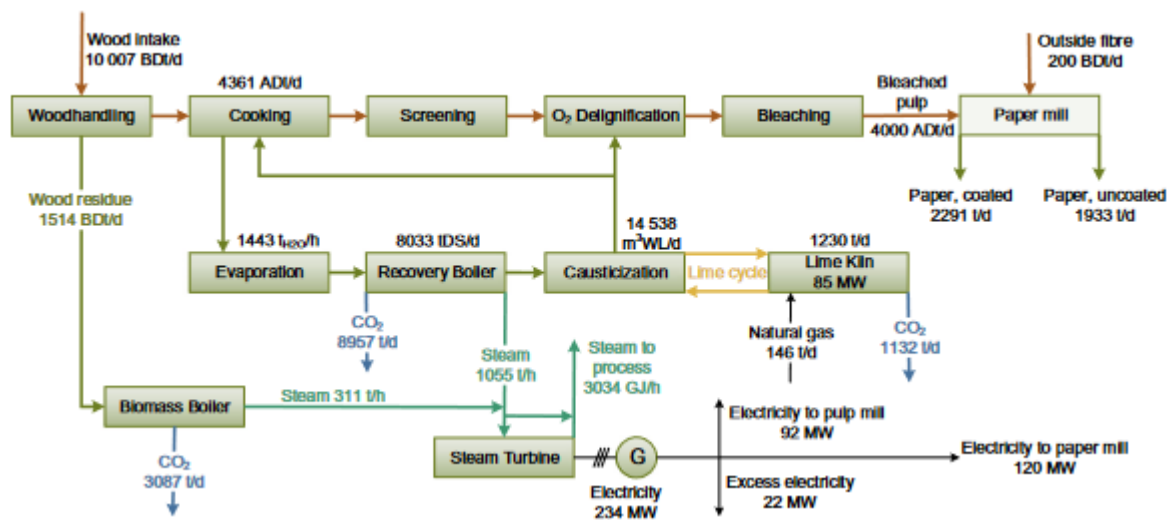 Wood intake
10 007 BDt/d
Outside fibre
200 BDt/d
4361 ADt/d
Bleached
pulp
4000 ADt/d
Woodhandling
Cooking
Screening
O₂ Delignification
Bleaching
Paper mill
Wood residue
1514 BDt/d
Paper, coated
2291 t/d
Paper, uncoated
1933 t/d
1443 tH2O/h
8033 tDS/d
14 538
m³WL/d
1230 t/d
Evaporation
Recovery Boiler
Causticization
Lime cycle
Lime Kiln
85 MW
CO₂
8957 t/d
Steam
1055 t/h
Steam to
process
3034 GJ/h
Natural gas
146 t/d
CO₂
1132 t/d
Biomass Boiler
Steam 311 t/h
CO₂
3087 t/d
Steam Turbine
G
Electricity
234 MW
Electricity to pulp mill
92 MW
Electricity to paper mill
120 MW
Excess electricity
22 MW